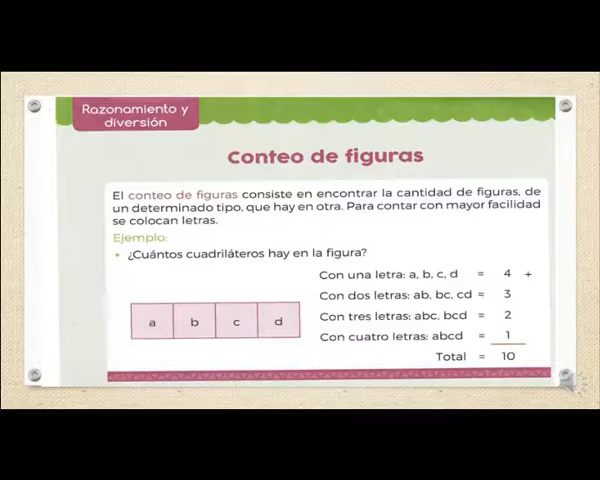 Razonamiento y
diversión
Conteo de figuras
El conteo de figuras consiste en encontrar la cantidad de figuras, de
un determinado tipo, que hay en otra. Para contar con mayor facilidad
se colocan letras.
Ejemplo:
• ¿Cuántos cuadriláteros hay en la figura?
Con una letra: a, b, c, d = 4 +
Con dos letras: ab, bc, cd = 3
Con tres letras: abc, bcd = 2
Con cuatro letras: abcd = 1
Total = 10
a b c d